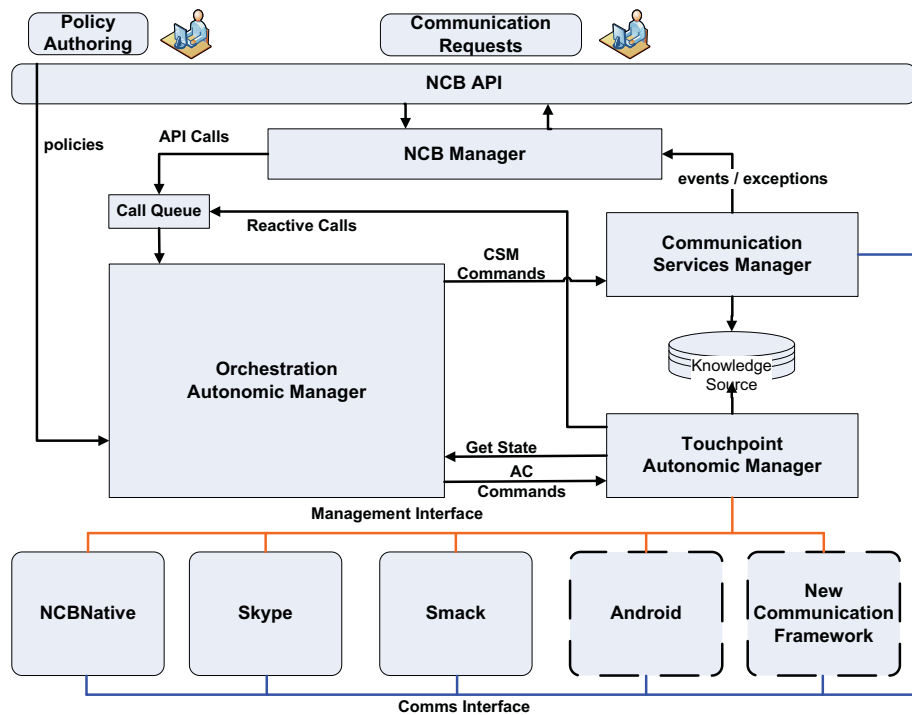 Policy
Authoring
Communication
Requests
NCB API
policies
API Calls
NCB Manager
events / exceptions
Call Queue
Reactive Calls
CSM
Commands
Communication
Services Manager
Orchestration
Autonomic Manager
Knowledge
Source
Get State
AC
Commands
Touchpoint
Autonomic Manager
Management Interface
NCBNative
Skype
Smack
Android
New
Communication
Framework
Comms Interface